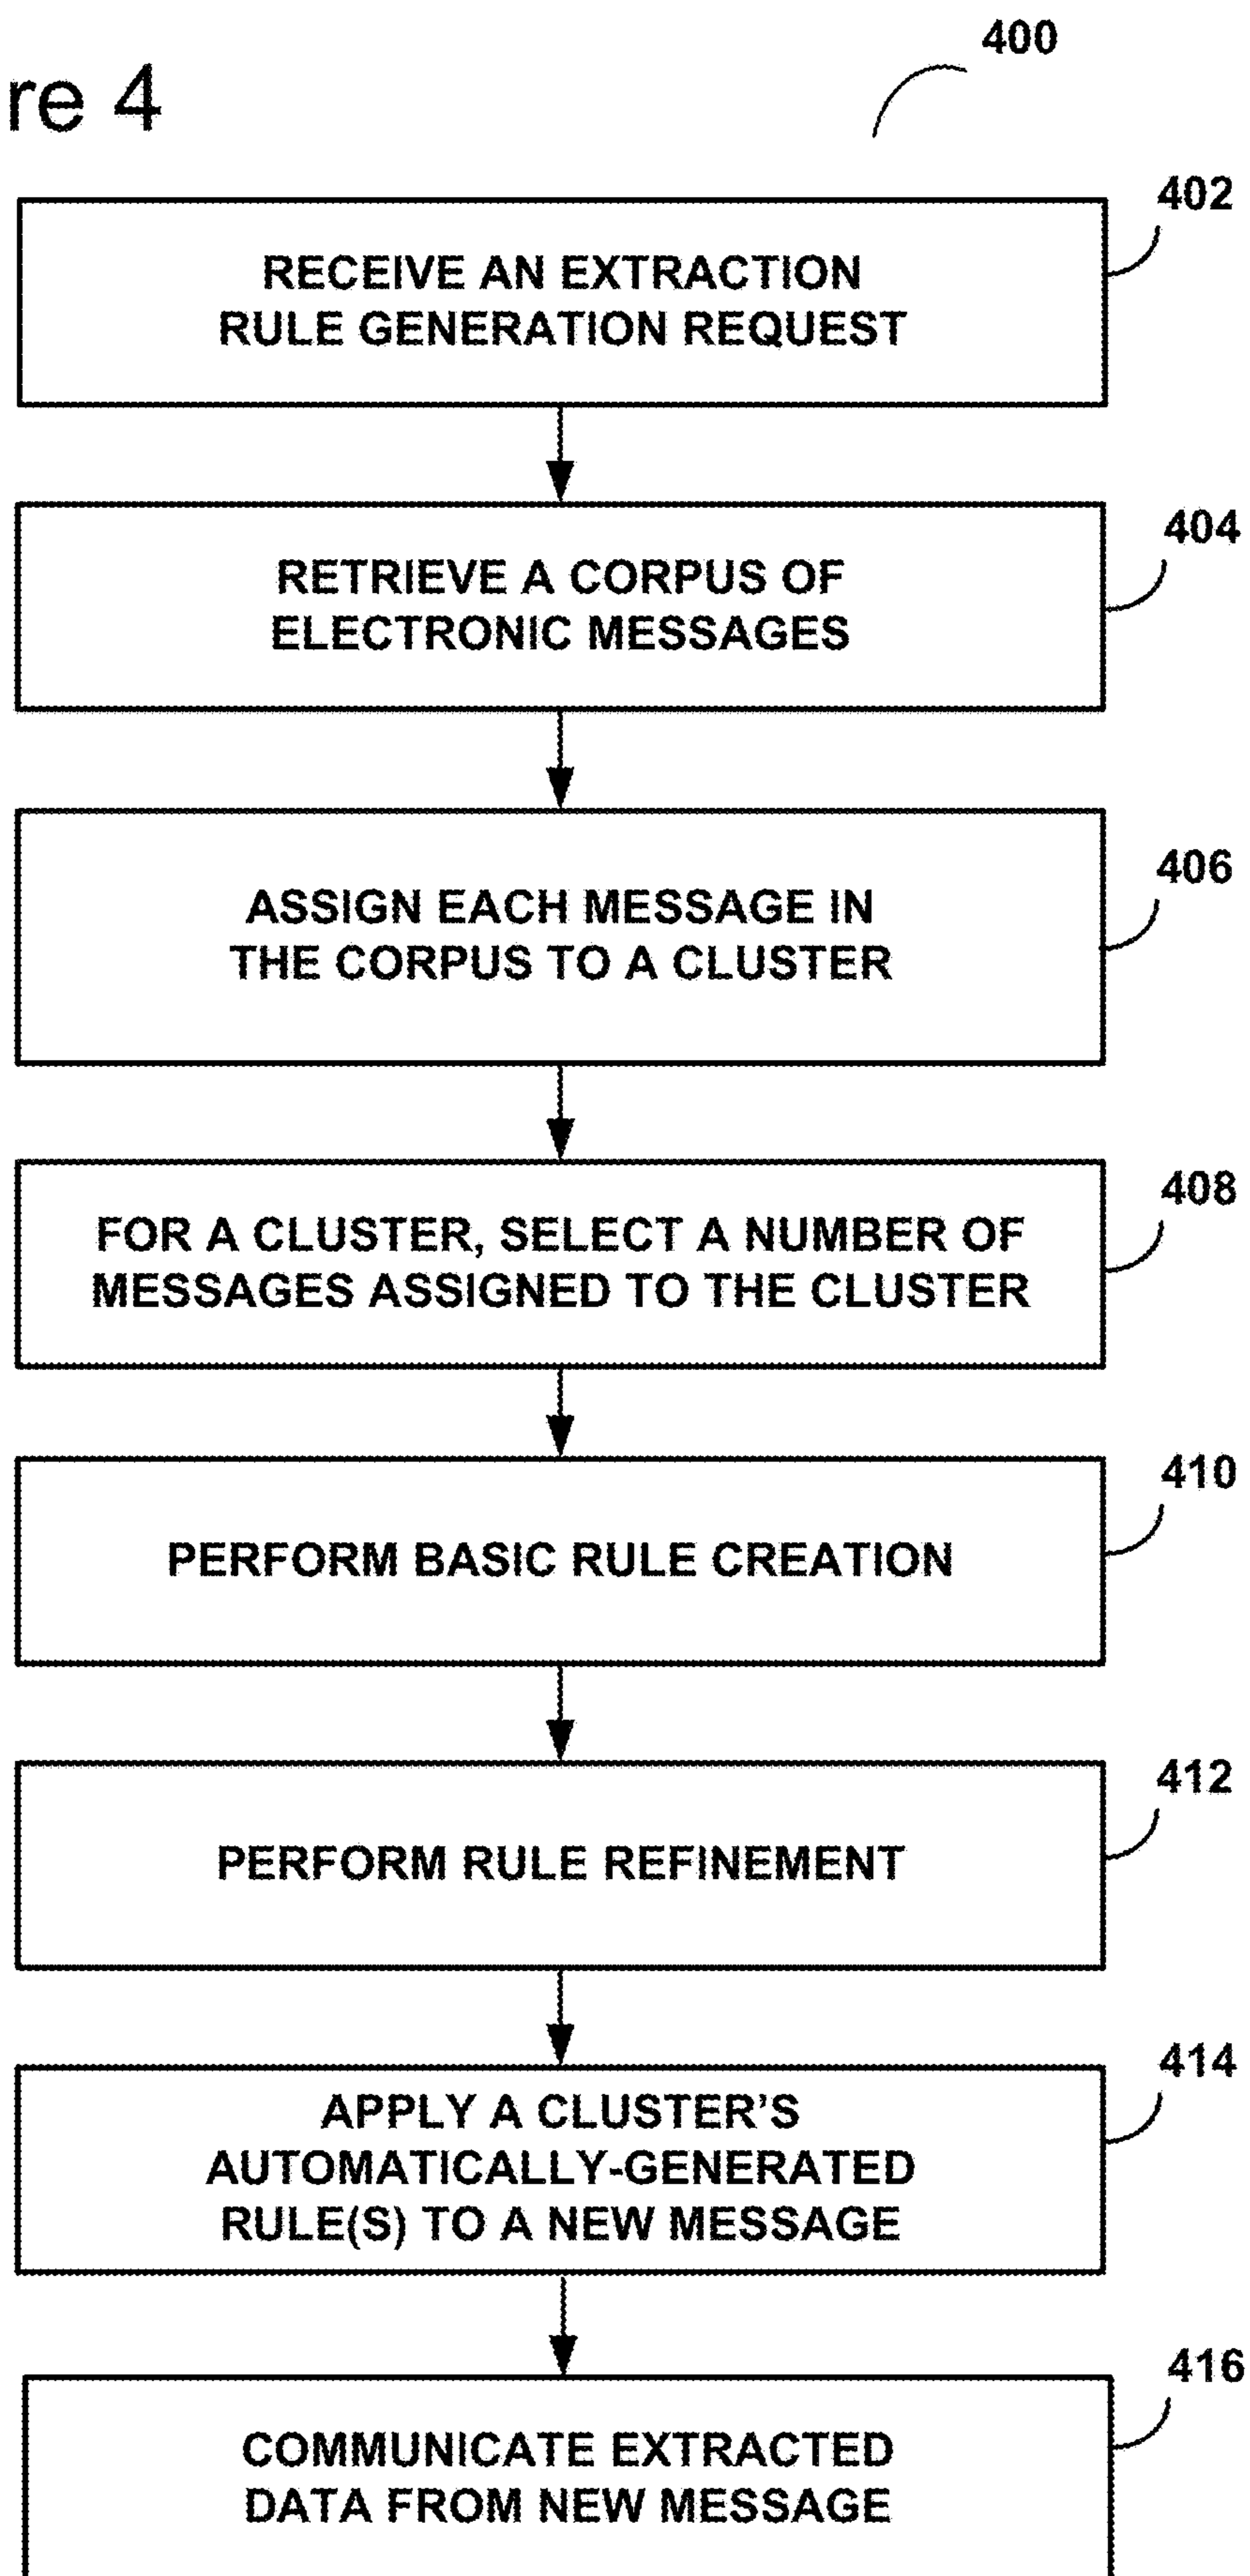 400
re 4
402
RECEIVE AN EXTRACTION
RULE GENERATION REQUEST
404
RETRIEVE A CORPUS OF
ELECTRONIC MESSAGES
406
ASSIGN EACH MESSAGE IN
THE CORPUS TO A CLUSTER
408
FOR A CLUSTER, SELECT A NUMBER OF
MESSAGES ASSIGNED TO THE CLUSTER
410
PERFORM BASIC RULE CREATION
412
PERFORM RULE REFINEMENT
414
APPLY A CLUSTER’S
AUTOMATICALLY-GENERATED
RULE(S) TO A NEW MESSAGE
416
COMMUNICATE EXTRACTED
DATA FROM NEW MESSAGE